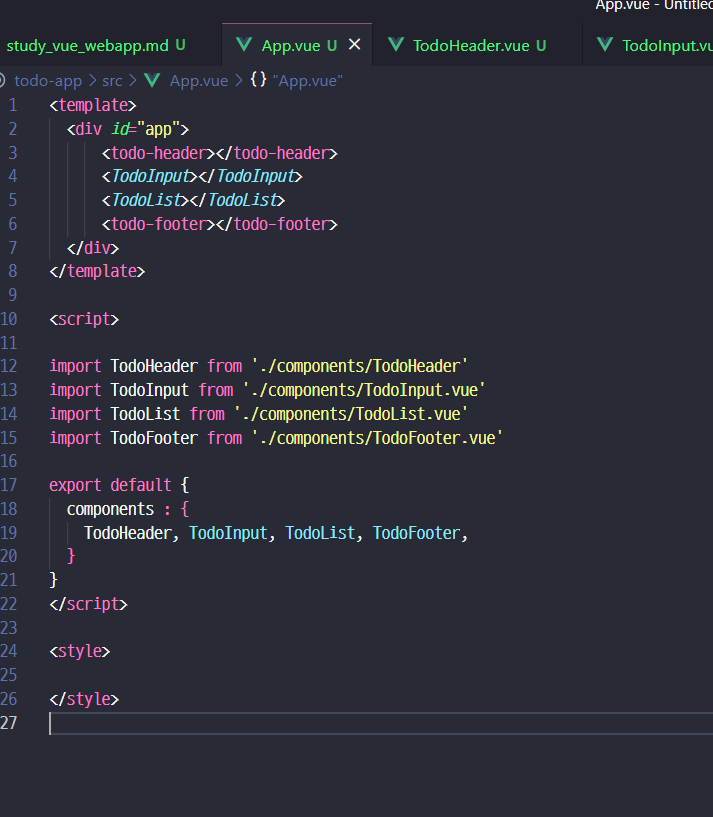 App.vue - Untitled
study_vue_webapp.md U
App.vue U
TodoHeader.vue U
TodoInput.vu
todo-app > src > App.vue > {} "App.vue"
1 <template>
2 <div id="app">
3 <todo-header></todo-header>
4 <TodoInput></TodoInput>
5 <TodoList></TodoList>
6 <todo-footer></todo-footer>
7 </div>
8 </template>
9
10 <script>
11
12 import TodoHeader from './components/TodoHeader'
13 import TodoInput from './components/TodoInput.vue'
14 import TodoList from './components/TodoList.vue'
15 import TodoFooter from './components/TodoFooter.vue'
16
17 export default {
18 components : {
19 TodoHeader, TodoInput, TodoList, TodoFooter,
20 }
21 }
22 </script>
23
24 <style>
25
26 </style>
27